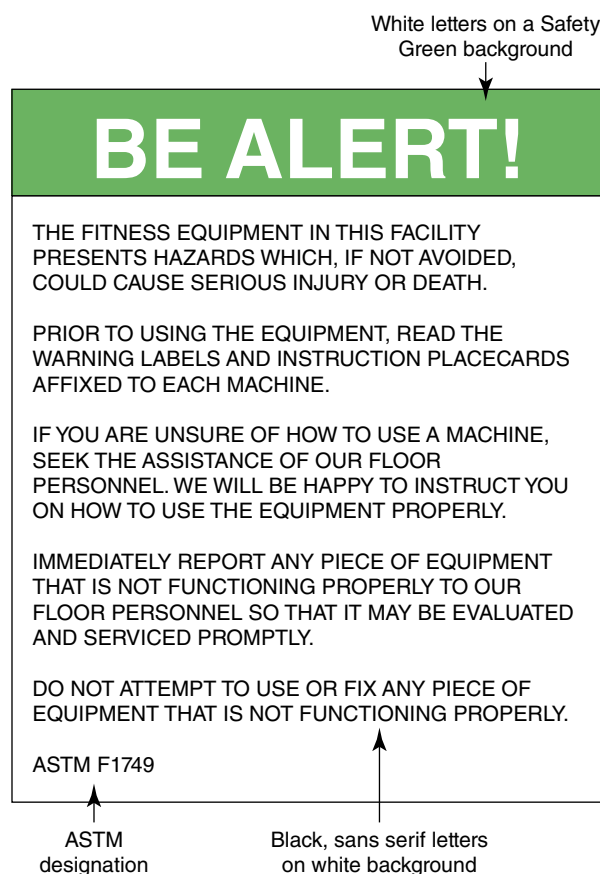 White letters on a Safety
Green background
BE ALERT!
THE FITNESS EQUIPMENT IN THIS FACILITY
PRESENTS HAZARDS WHICH, IF NOT AVOIDED,
COULD CAUSE SERIOUS INJURY OR DEATH.
PRIOR TO USING THE EQUIPMENT, READ THE
WARNING LABELS AND INSTRUCTION PLACECARDS
AFFIXED TO EACH MACHINE.
IF YOU ARE UNSURE OF HOW TO USE A MACHINE,
SEEK THE ASSISTANCE OF OUR FLOOR
PERSONNEL. WE WILL BE HAPPY TO INSTRUCT YOU
ON HOW TO USE THE EQUIPMENT PROPERLY.
IMMEDIATELY REPORT ANY PIECE OF EQUIPMENT
THAT IS NOT FUNCTIONING PROPERLY TO OUR
FLOOR PERSONNEL SO THAT IT MAY BE EVALUATED
AND SERVICED PROMPTLY.
DO NOT ATTEMPT TO USE OR FIX ANY PIECE OF
EQUIPMENT THAT IS NOT FUNCTIONING PROPERLY.
ASTM F1749
ASTM
designation
Black, sans serif letters
on white background